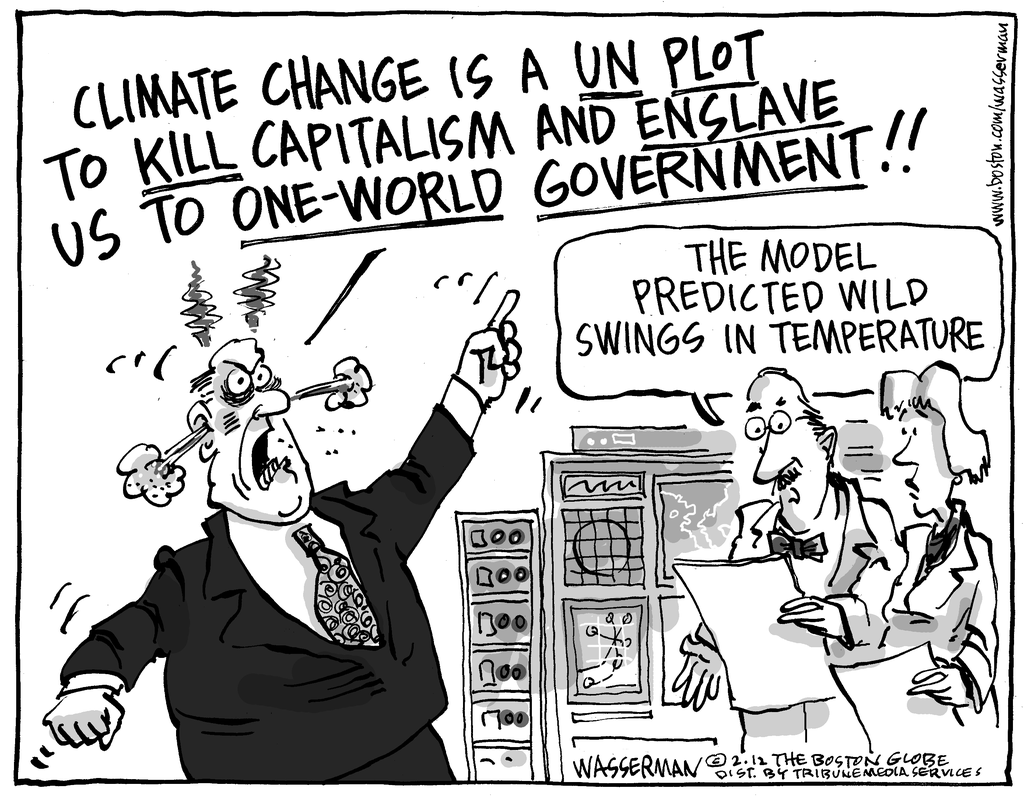 CLIMATE CHANGE IS A UN PLOT
TO KILL CAPITALISM AND ENSLAVE
US TO ONE-WORLD GOVERNMENT!!
THE MODEL
PREDICTED WILD
SWINGS IN TEMPERATURE
WASSERMAN © 2.12 THE BOSTON GLOBE
DIST. BY TRIBUNE MEDIA SERVICES
www.boston.com/wasserman